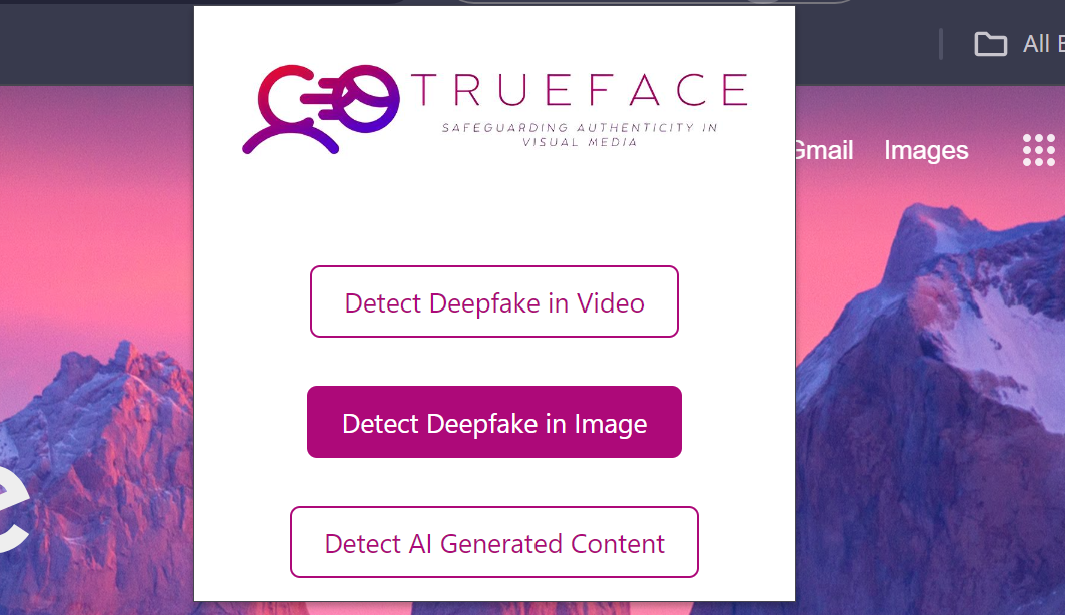 All
TRUEFACE
SAFEGUARDING AUTHENTICITY IN
VISUAL MEDIA
Gmail Images
Detect Deepfake in Video
Detect Deepfake in Image
e
Detect AI Generated Content